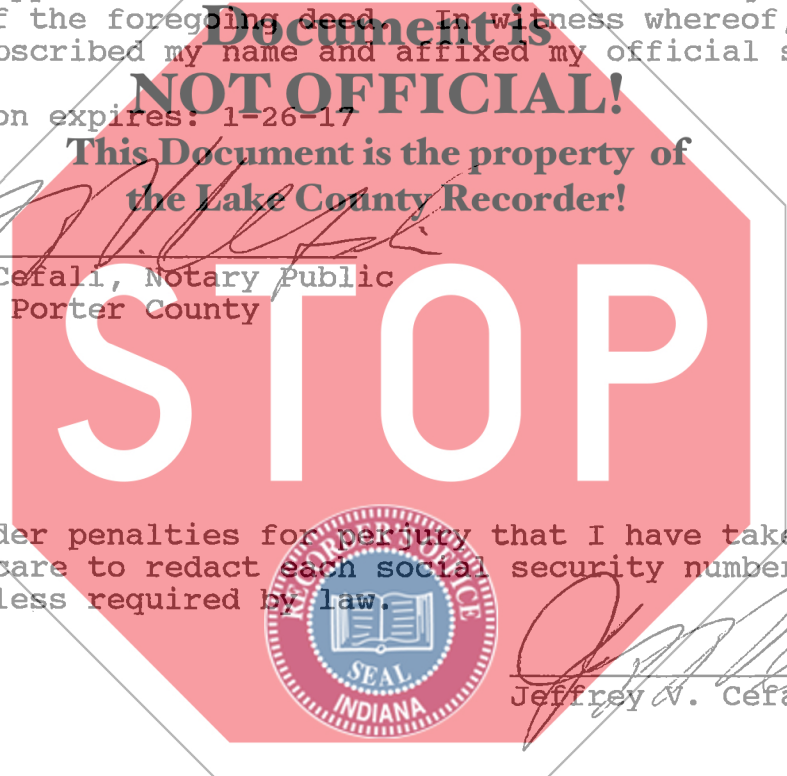 f the foregoing deed. In witness whereof,
Document is
oscribed my name and affixed my official s
NOT OFFICIAL!
on expires: 1-26-17
This Document is the property of
the Lake County Recorder!
Cefali, Notary Public
Porter County
STOP
der penalties for perjury that I have take
care to redact each social security number
less required by law.
RECORDER'S OFFICE
SEAL
INDIANA
Jeffrey V. Cefa